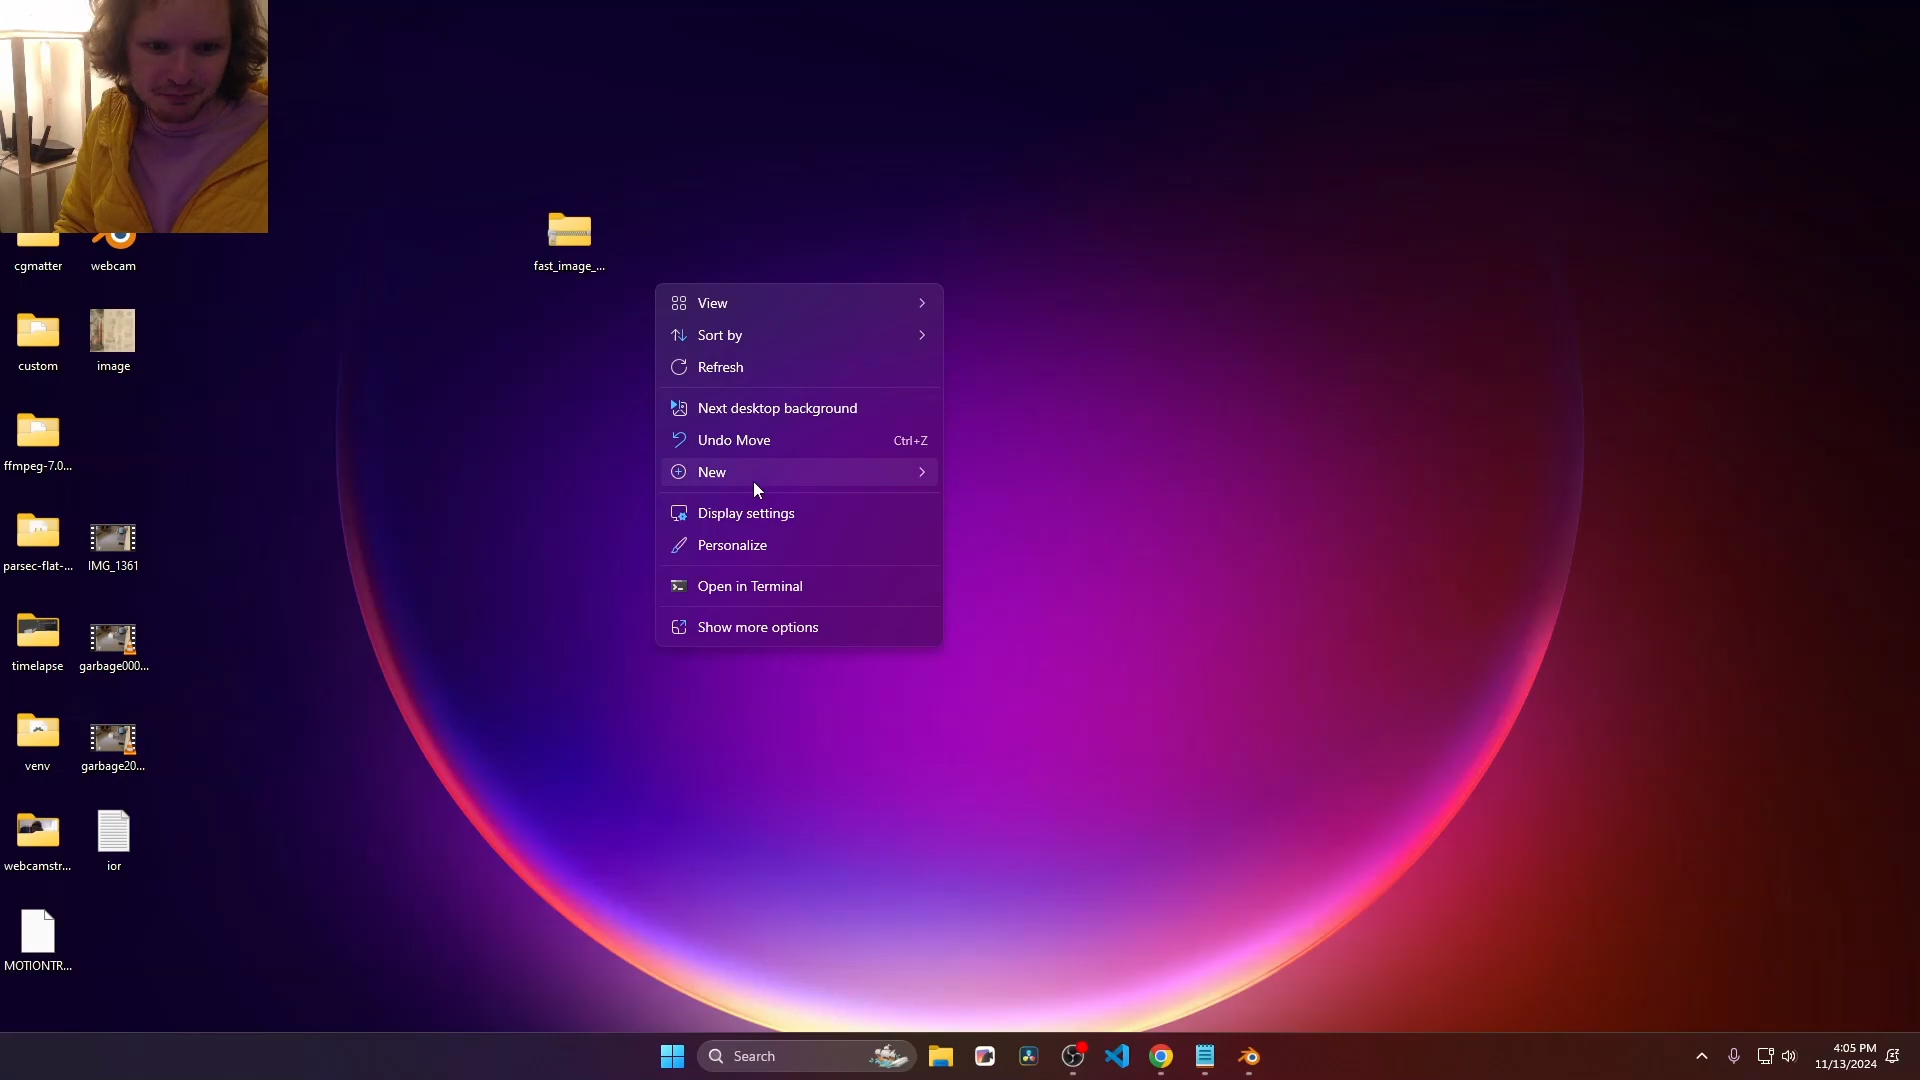 cgmatter
webcam
custom
image
ffmpeg-7.0...
parsec-flat-...
IMG_1361
timelapse
garbage000...
venv
garbage20...
webcamstr...
ior
MOTIONTR...
fast_image_...
View
Sort by
Refresh
Next desktop background
Undo Move Ctrl+Z
New
Display settings
Personalize
Open in Terminal
Show more options
Search
4:05 PM
11/13/2024